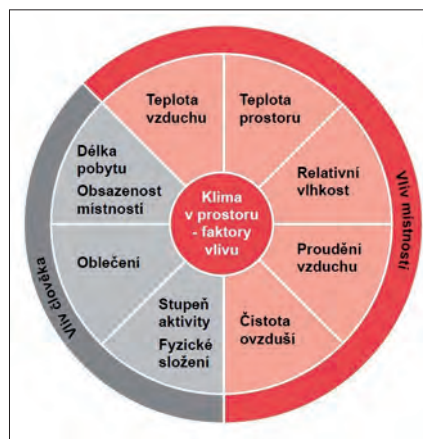 Teplota
vzduchu
Teplota
prostoru
Relativní
vlhkost
Proudění
vzduchu
Čistota
ovzduší
Stupeň
aktivity
Fyzické
složení
Oblečení
Délka
pobytu
Obsazenost
místnosti
Klima
v prostoru
- faktory
vlivu
Vliv místnosti
Vliv člověka